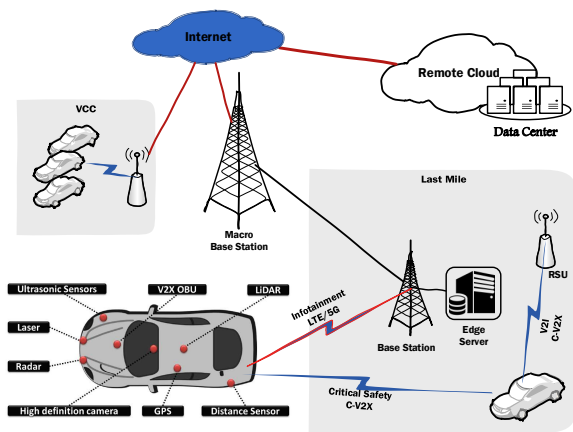 Internet
Remote Cloud
Data Center
VCC
Macro
Base Station
Last Mile
RSU
Ultrasonic Sensors
V2X OBU
LiDAR
Infotainment
LTE/5G
V2I
C-V2X
Laser
Base Station
Edge
Server
Radar
Critical Safety
C-V2X
High definition camera
GPS
Distance Sensor